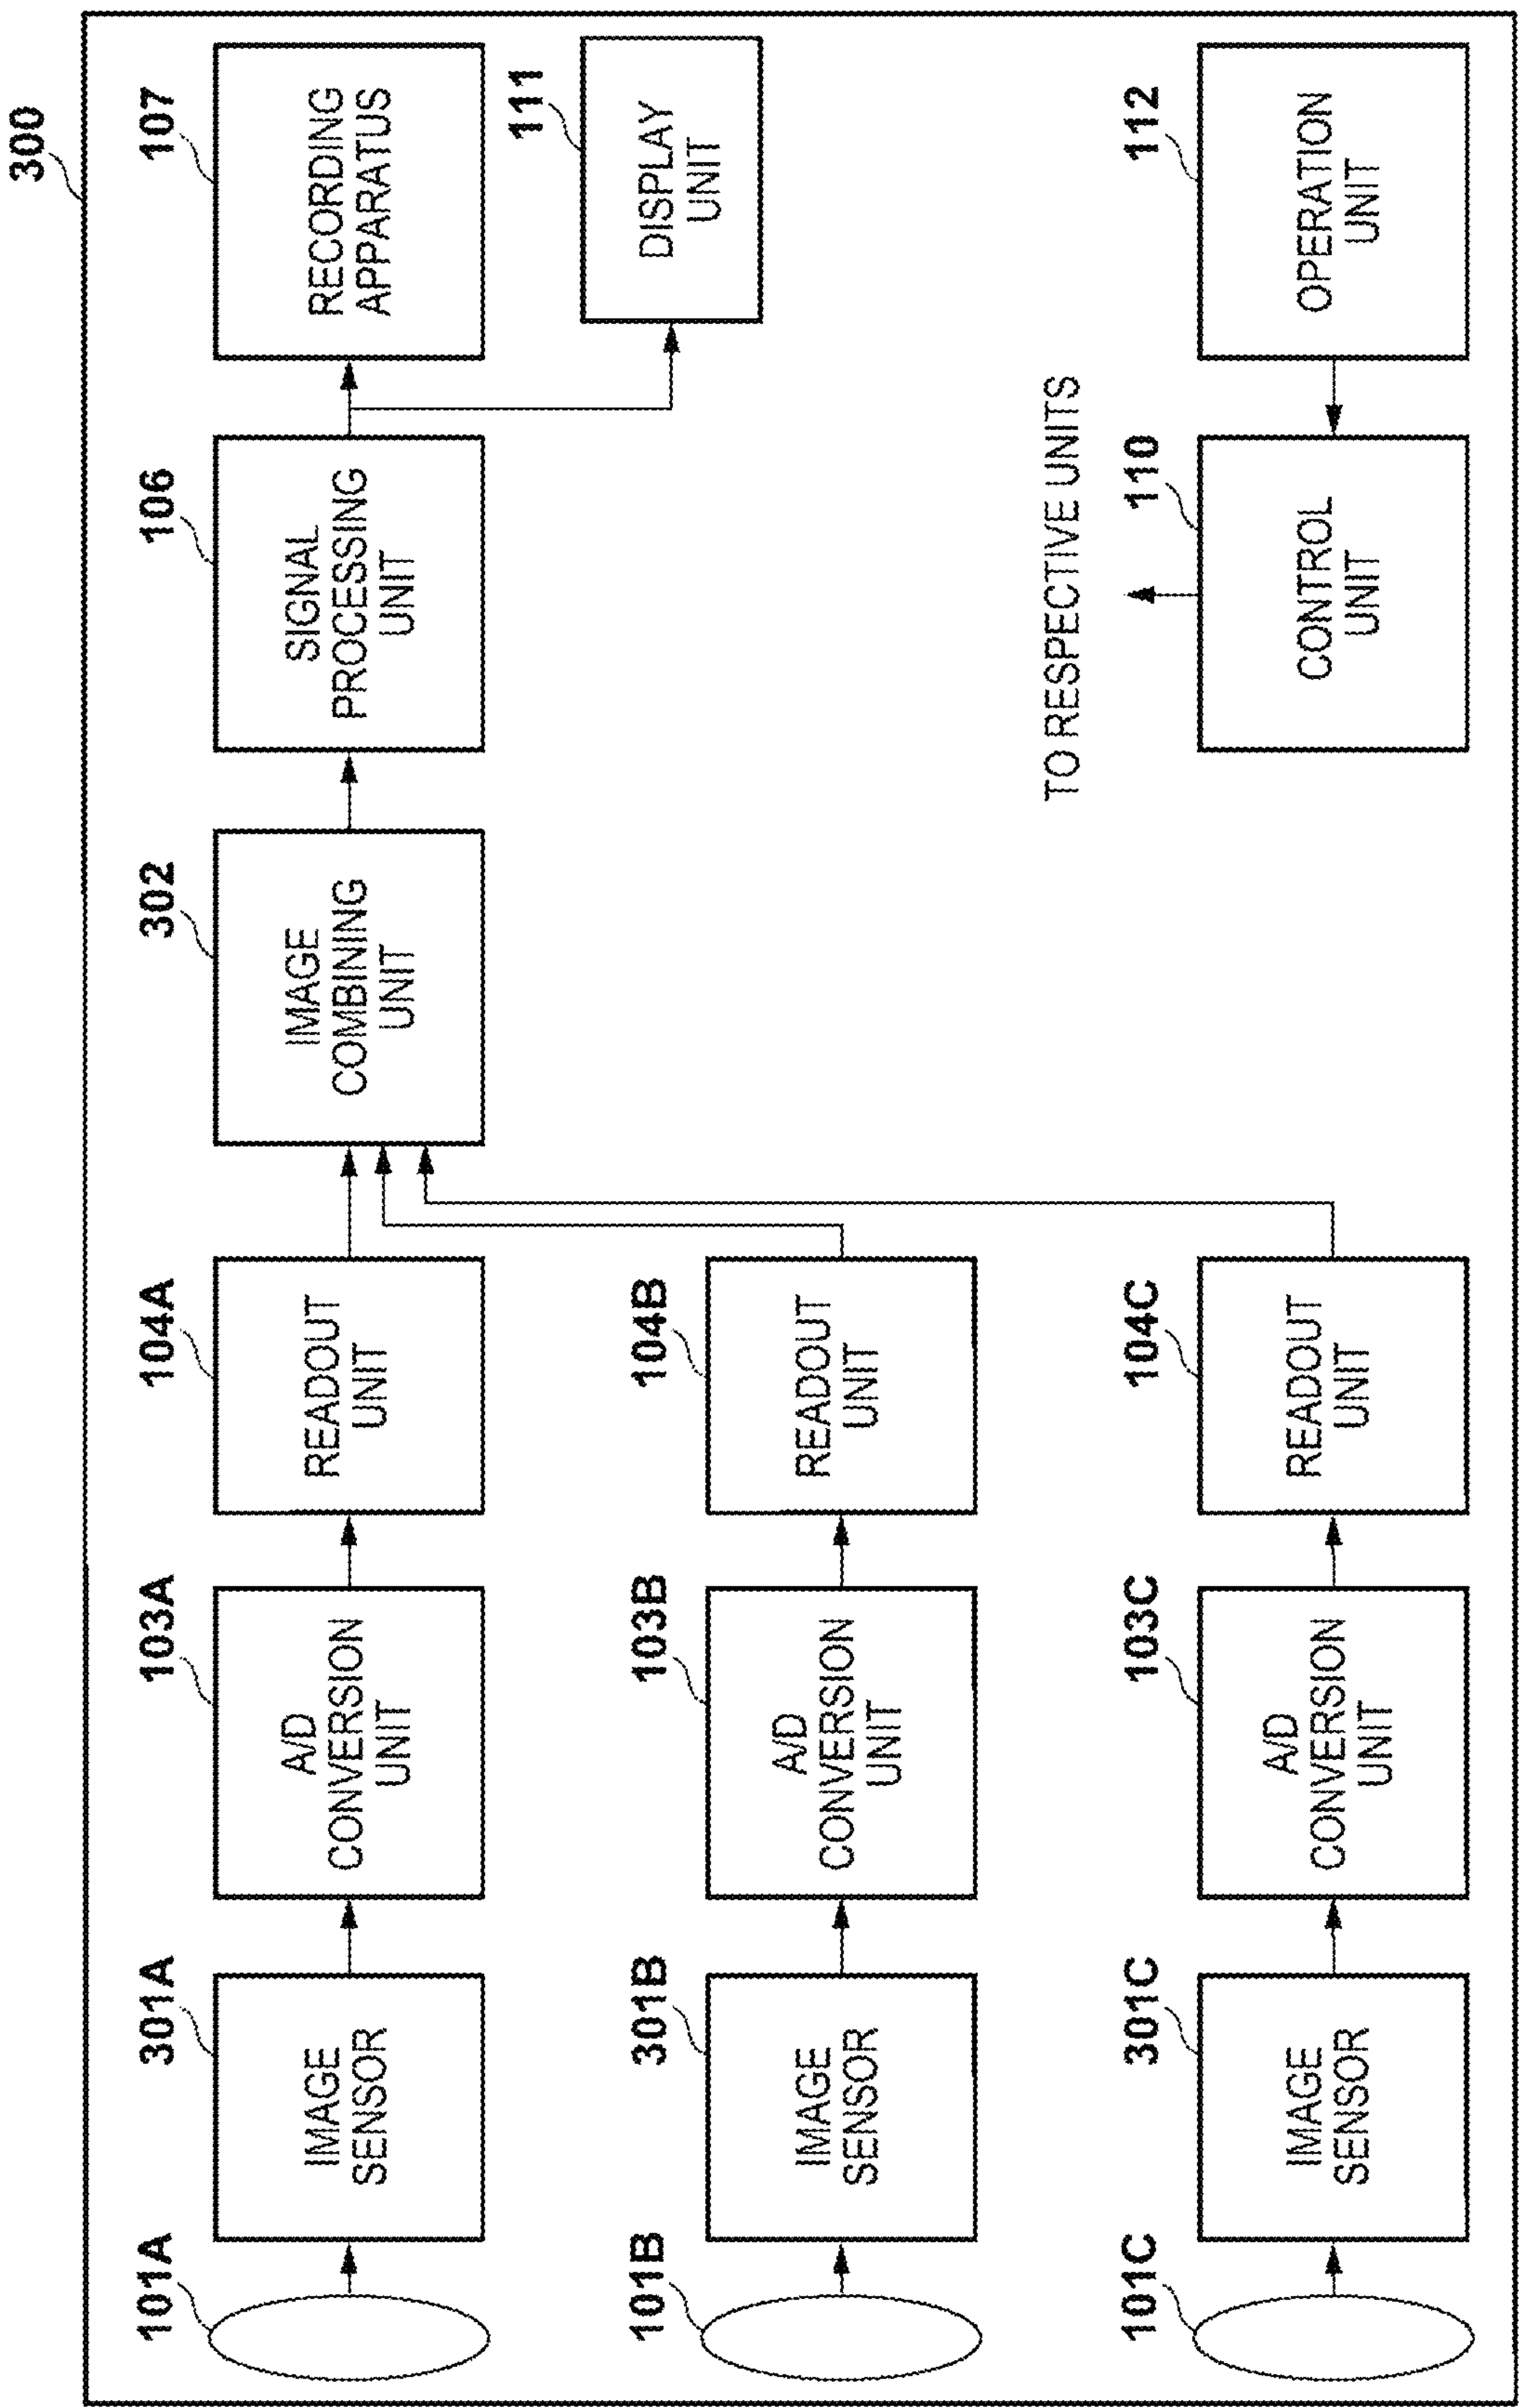 300
101A
301A
103A
104A
302
106
107
IMAGE
SENSOR
A/D
CONVERSION
UNIT
READOUT
UNIT
IMAGE
COMBINING
UNIT
SIGNAL
PROCESSING
UNIT
RECORDING
APPARATUS
111
DISPLAY
UNIT
101B
301B
103B
104B
IMAGE
SENSOR
A/D
CONVERSION
UNIT
READOUT
UNIT
TO RESPECTIVE UNITS
101C
301C
103C
104C
110
112
IMAGE
SENSOR
A/D
CONVERSION
UNIT
READOUT
UNIT
CONTROL
UNIT
OPERATION
UNIT